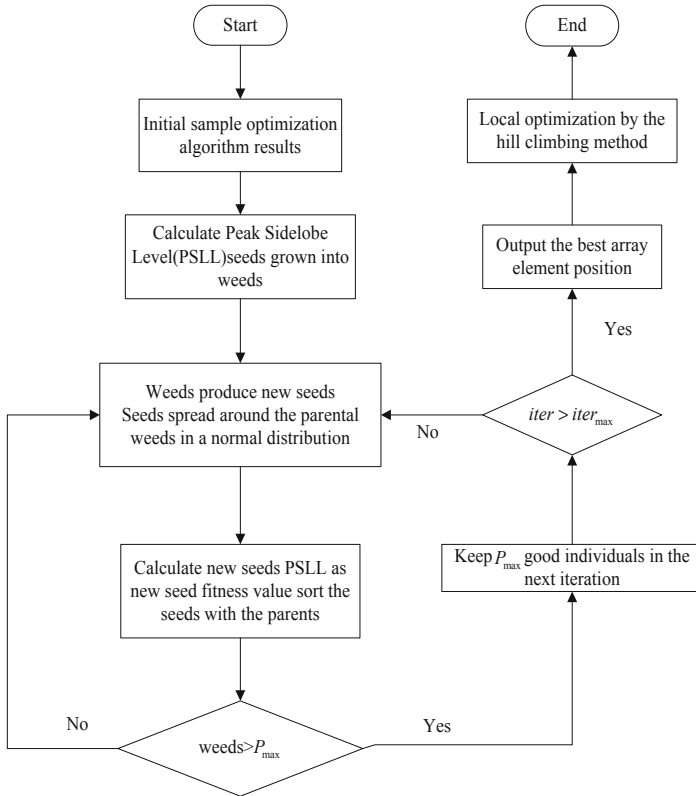 Start
Initial sample optimization
algorithm results
Calculate Peak Sidelobe
Level(PSLL)seeds grown into
weeds
Weeds produce new seeds
Seeds spread around the parental
weeds in a normal distribution
Calculate new seeds PSLL as
new seed fitness value sort the
seeds with the parents
weeds>P_max
No
Yes
Keep P_max good individuals in the
next iteration
iter > iter_max
No
Yes
Output the best array
element position
Local optimization by the
hill climbing method
End